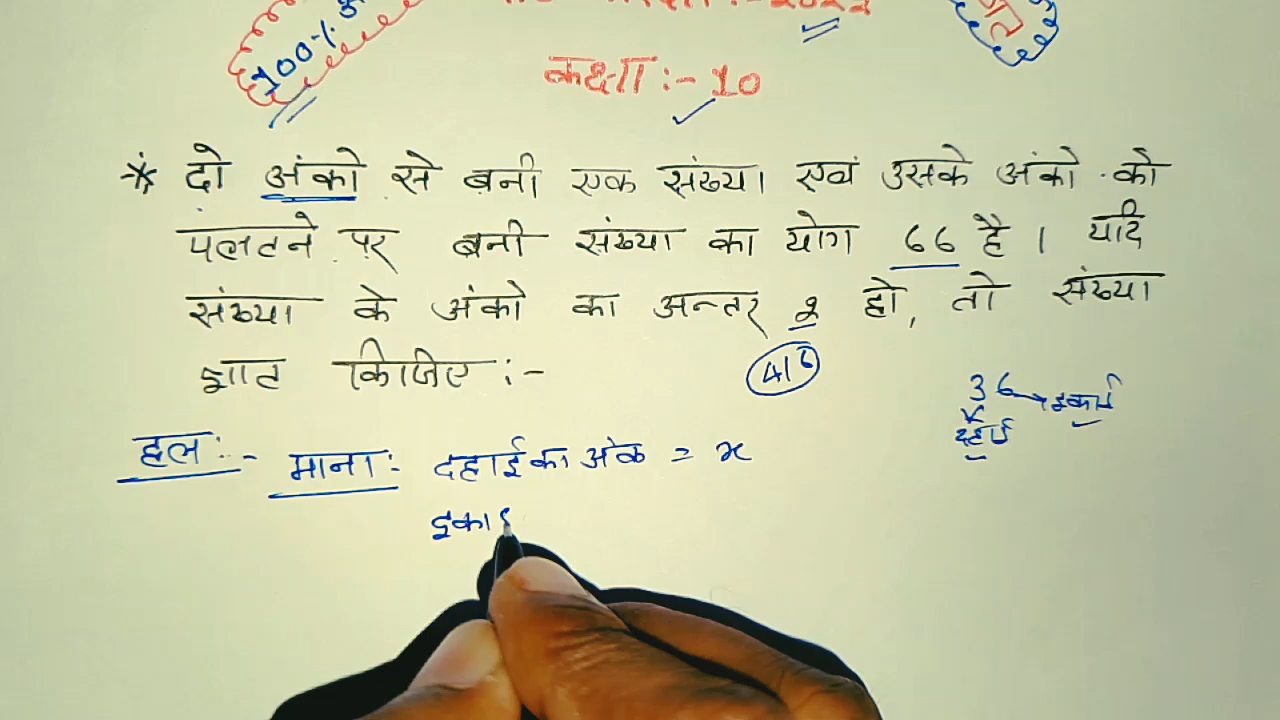 100%
कक्षा :- 10
* दो अंको से बनी एक संख्या एवं उसके अंको को
पलटने पर बनी संख्या का योग 66 है । यदि
संख्या के अंको का अन्तर 2 हो, तो संख्या
ज्ञात किजिए :-
416
36 → इकाई
दहाई
हल :- माना :- दहाई का अंक = x
इका